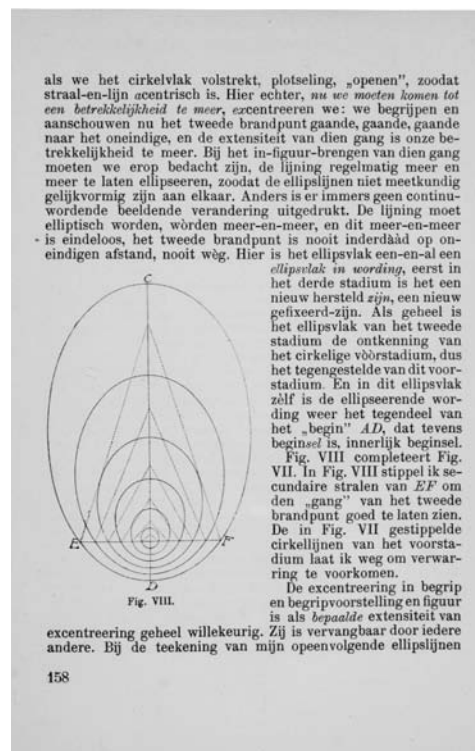 als we het cirkelvlak volstrekt, plotseling, „openen”, zoodat
straal-en-lijn acentrisch is. Hier echter, nu we moeten komen tot
een betrekkelijkheid te meer, excentreeren we: we begrijpen en
aanschouwen nu het tweede brandpunt gaande, gaande, gaande
naar het oneindige, en de extensiteit van dien gang is onze be-
trekkelijkheid te meer. Bij het in-figuur-brengen van dien gang
moeten we erop bedacht zijn, de lijning regelmatig meer en
meer te laten ellipseeren, zoodat de ellipslijnen niet meetkundig
gelijkvormig zijn aan elkaar. Anders is er immers geen continu-
wordende beeldende verandering uitgedrukt. De lijning moet
elliptisch worden, wòrden meer-en-meer, en dit meer-en-meer
is eindeloos, het tweede brandpunt is nooit inderdàad op on-
eindigen afstand, nooit wèg. Hier is het ellipsvlak een-en-al een
ellipsvlak in wording, eerst in
het derde stadium is het een
nieuw hersteld zijn, een nieuw
gefixeerd-zijn. Als geheel is
het ellipsvlak van het tweede
stadium de ontkenning van
het cirkelige vòòrstadium, dus
het tegengestelde van dit voor-
stadium. En in dit ellipsvlak
zèlf is de ellipseerende wor-
ding weer het tegendeel van
het „begin” AD, dat tevens
beginsel is, innerlijk beginsel.
Fig. VIII completeert Fig.
VII. In Fig. VIII stippel ik se-
cundaire stralen van EF om
den „gang” van het tweede
brandpunt goed te laten zien.
De in Fig. VII gestippelde
cirkellijnen van het voorsta-
dium laat ik weg om verwar-
ring te voorkomen.
De excentreering in begrip
en begripvoorstelling en figuur
is als bepaalde extensiteit van
C
E
F
D
Fig. VIII.
excentreering geheel willekeurig. Zij is vervangbaar door iedere
andere. Bij de teekening van mijn opeenvolgende ellipslijnen
158